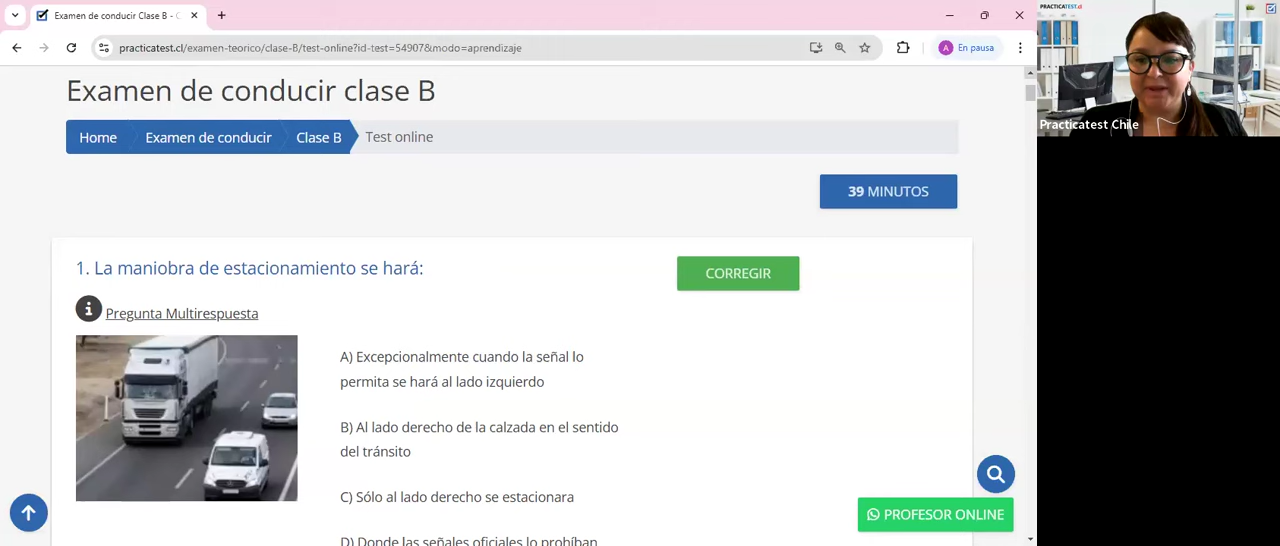 Examen de conducir Clase B - C
practicatest.cl/examen-teorico/clase-B/test-online?id-test=54907&modo=aprendizaje
A
En pausa
PRACTICATEST.cl
Practicatest Chile
Examen de conducir clase B
Home
Examen de conducir
Clase B
Test online
39 MINUTOS
1. La maniobra de estacionamiento se hará:
CORREGIR
Pregunta Multirespuesta
A) Excepcionalmente cuando la señal lo
permita se hará al lado izquierdo
B) Al lado derecho de la calzada en el sentido
del tránsito
C) Sólo al lado derecho se estacionara
PROFESOR ONLINE
D) Donde las señales oficiales lo prohíban